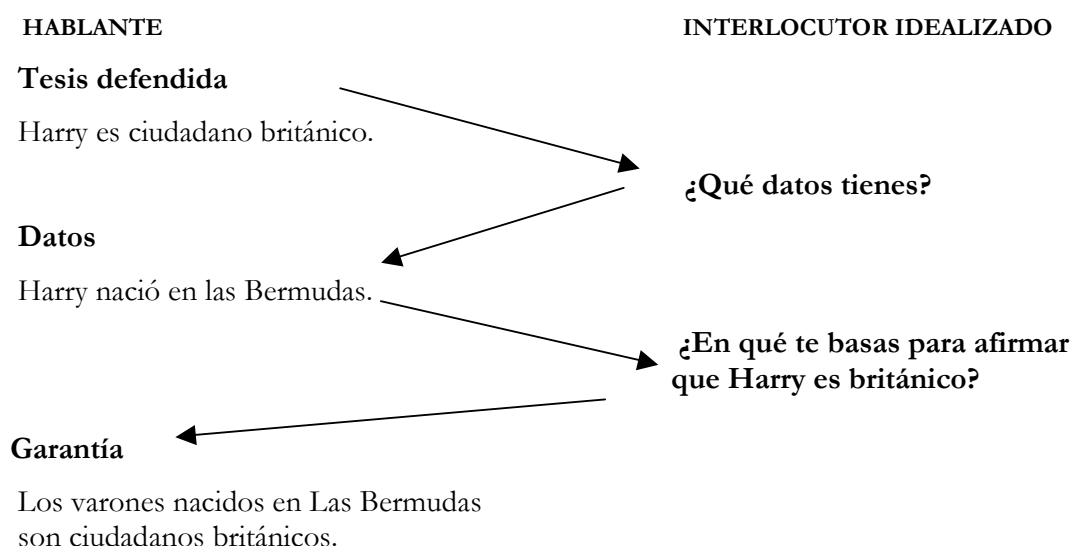 HABLANTE
INTERLOCUTOR IDEALIZADO
Tesis defendida
Harry es ciudadano británico.
¿Qué datos tienes?
Datos
Harry nació en las Bermudas.
¿En qué te basas para afirmar
que Harry es británico?
Garantía
Los varones nacidos en Las Bermudas
son ciudadanos británicos.